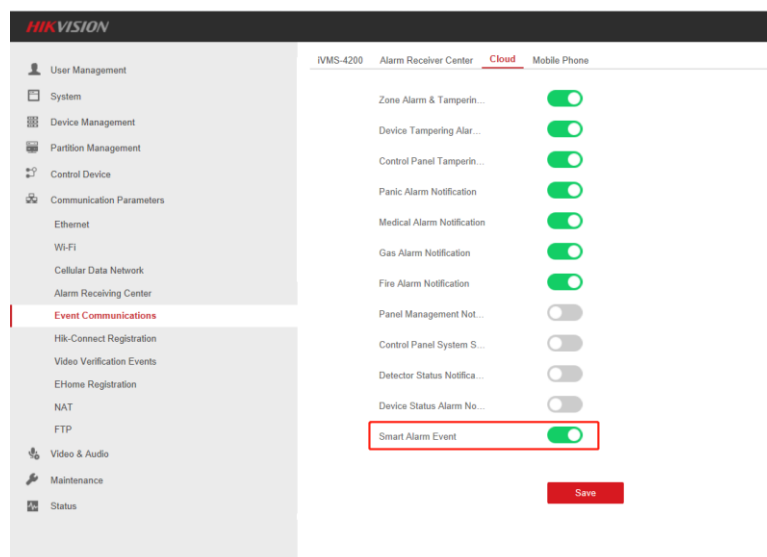 HIKVISION
User Management
System
Device Management
Partition Management
Control Device
Communication Parameters
Ethernet
Wi-Fi
Cellular Data Network
Alarm Receiving Center
Event Communications
Hik-Connect Registration
Video Verification Events
EHome Registration
NAT
FTP
Video & Audio
Maintenance
Status
iVMS-4200 Alarm Receiver Center Cloud Mobile Phone
Zone Alarm & Tamperin...
Device Tampering Alar...
Control Panel Tamperin...
Panic Alarm Notification
Medical Alarm Notification
Gas Alarm Notification
Fire Alarm Notification
Panel Management Not...
Control Panel System S...
Detector Status Notifica...
Device Status Alarm No...
Smart Alarm Event
Save